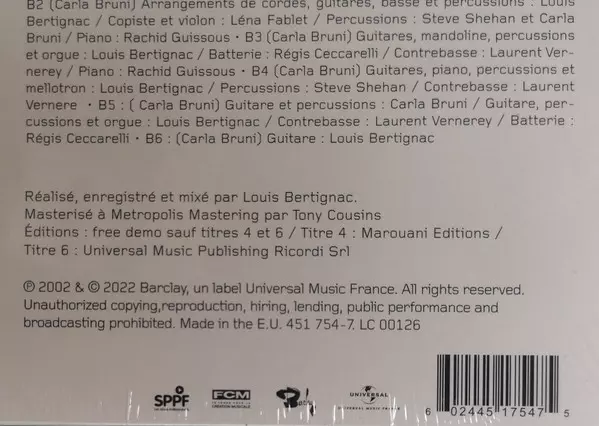 B2 (Carla Bruni) Arrangements de cordes, guitares, basse et percussions : Louis
Bertignac / Copiste et violon : Léna Fablet / Percussions : Steve Shehan et Carla
Bruni / Piano : Rachid Guissous • B3 (Carla Bruni) Guitares, mandoline, percussions
et orgue : Louis Bertignac / Batterie : Régis Ceccarelli / Contrebasse : Laurent Ver-
nerey / Piano : Rachid Guissous • B4 (Carla Bruni) Guitares, piano, percussions et
mellotron : Louis Bertignac / Percussions : Steve Shehan / Contrebasse : Laurent
Vernere • B5 : ( Carla Bruni) Guitare et percussions : Carla Bruni / Guitare, per-
cussions et orgue : Louis Bertignac / Contrebasse : Laurent Vernerey / Batterie :
Régis Ceccarelli • B6 : (Carla Bruni) Guitare : Louis Bertignac
Réalisé, enregistré et mixé par Louis Bertignac.
Masterisé à Metropolis Mastering par Tony Cousins
Éditions : free demo sauf titres 4 et 6 / Titre 4 : Marouani Editions /
Titre 6 : Universal Music Publishing Ricordi Srl
℗ 2002 & © 2022 Barclay, un label Universal Music France. All rights reserved.
Unauthorized copying,reproduction, hiring, lending, public performance and
broadcasting prohibited. Made in the E.U. 451 754-7. LC 00126
SPPF
FCM
UNIVERSAL
UNIVERSAL MUSIC FRANCE
6 02445 17547 5